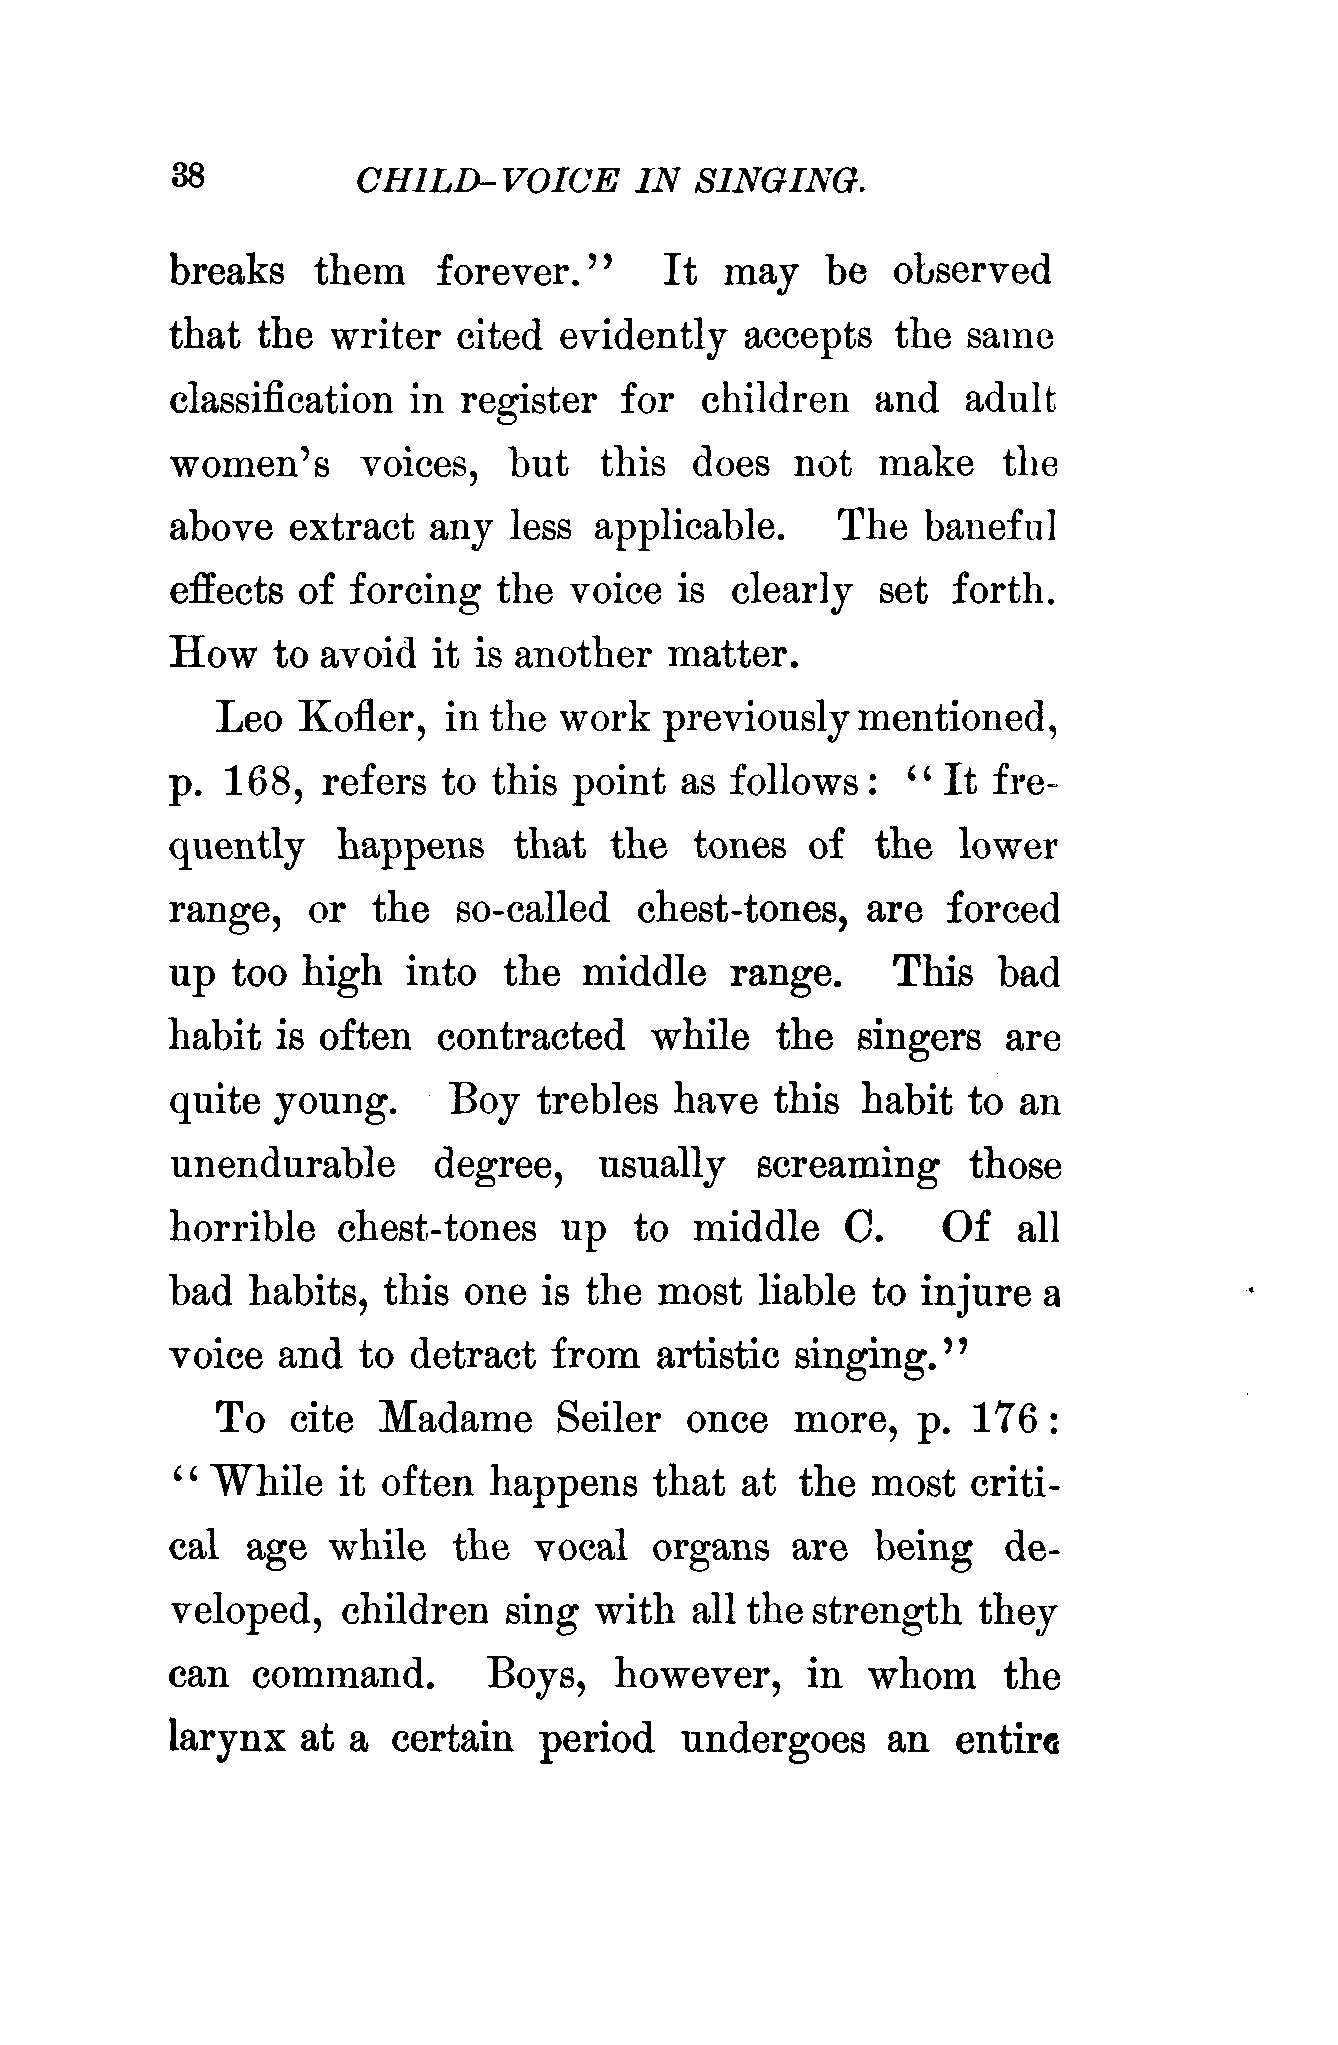 38 CHILD-VOICE IN SINGING.
breaks them forever.” It may be observed
that the writer cited evidently accepts the same
classification in register for children and adult
women’s voices, but this does not make the
above extract any less applicable. The baneful
effects of forcing the voice is clearly set forth.
How to avoid it is another matter.
Leo Kofler, in the work previously mentioned,
p. 168, refers to this point as follows: “It fre-
quently happens that the tones of the lower
range, or the so-called chest-tones, are forced
up too high into the middle range. This bad
habit is often contracted while the singers are
quite young. Boy trebles have this habit to an
unendurable degree, usually screaming those
horrible chest-tones up to middle C. Of all
bad habits, this one is the most liable to injure a
voice and to detract from artistic singing.”
To cite Madame Seiler once more, p. 176:
“While it often happens that at the most criti-
cal age while the vocal organs are being de-
veloped, children sing with all the strength they
can command. Boys, however, in whom the
larynx at a certain period undergoes an entire